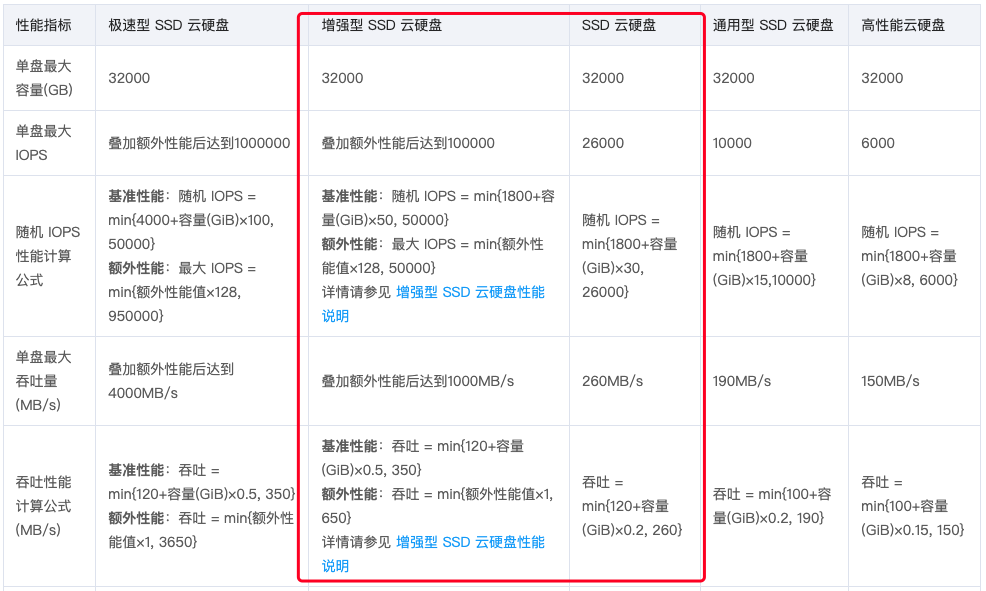 性能指标
极速型 SSD 云硬盘
增强型 SSD 云硬盘
SSD 云硬盘
通用型 SSD 云硬盘
高性能云硬盘
单盘最大
容量(GB)
32000
32000
32000
32000
32000
单盘最大
IOPS
叠加额外性能后达到1000000
叠加额外性能后达到100000
26000
10000
6000
随机 IOPS
性能计算
公式
基准性能：随机 IOPS =
min{4000+容量(GiB)×100,
50000}
额外性能：最大 IOPS =
min{额外性能值×128,
950000}
基准性能：随机 IOPS = min{1800+容
量(GiB)×50, 50000}
额外性能：最大 IOPS = min{额外性
能值×128, 50000}
详情请参见 增强型 SSD 云硬盘性能
说明
随机 IOPS =
min{1800+容量
(GiB)×30,
26000}
随机 IOPS =
min{1800+容量
(GiB)×15,10000}
随机 IOPS =
min{1800+容量
(GiB)×8, 6000}
单盘最大
吞吐量
(MB/s)
叠加额外性能后达到
4000MB/s
叠加额外性能后达到1000MB/s
260MB/s
190MB/s
150MB/s
吞吐性能
计算公式
(MB/s)
基准性能：吞吐 =
min{120+容量(GiB)×0.5, 350}
额外性能：吞吐 = min{额外性
能值×1, 3650}
基准性能：吞吐 = min{120+容量
(GiB)×0.5, 350}
额外性能：吞吐 = min{额外性能值×1,
650}
详情请参见 增强型 SSD 云硬盘性能
说明
吞吐 =
min{120+容量
(GiB)×0.2, 260}
吞吐 = min{100+容
量(GiB)×0.2, 190}
吞吐 =
min{100+容量
(GiB)×0.15, 150}